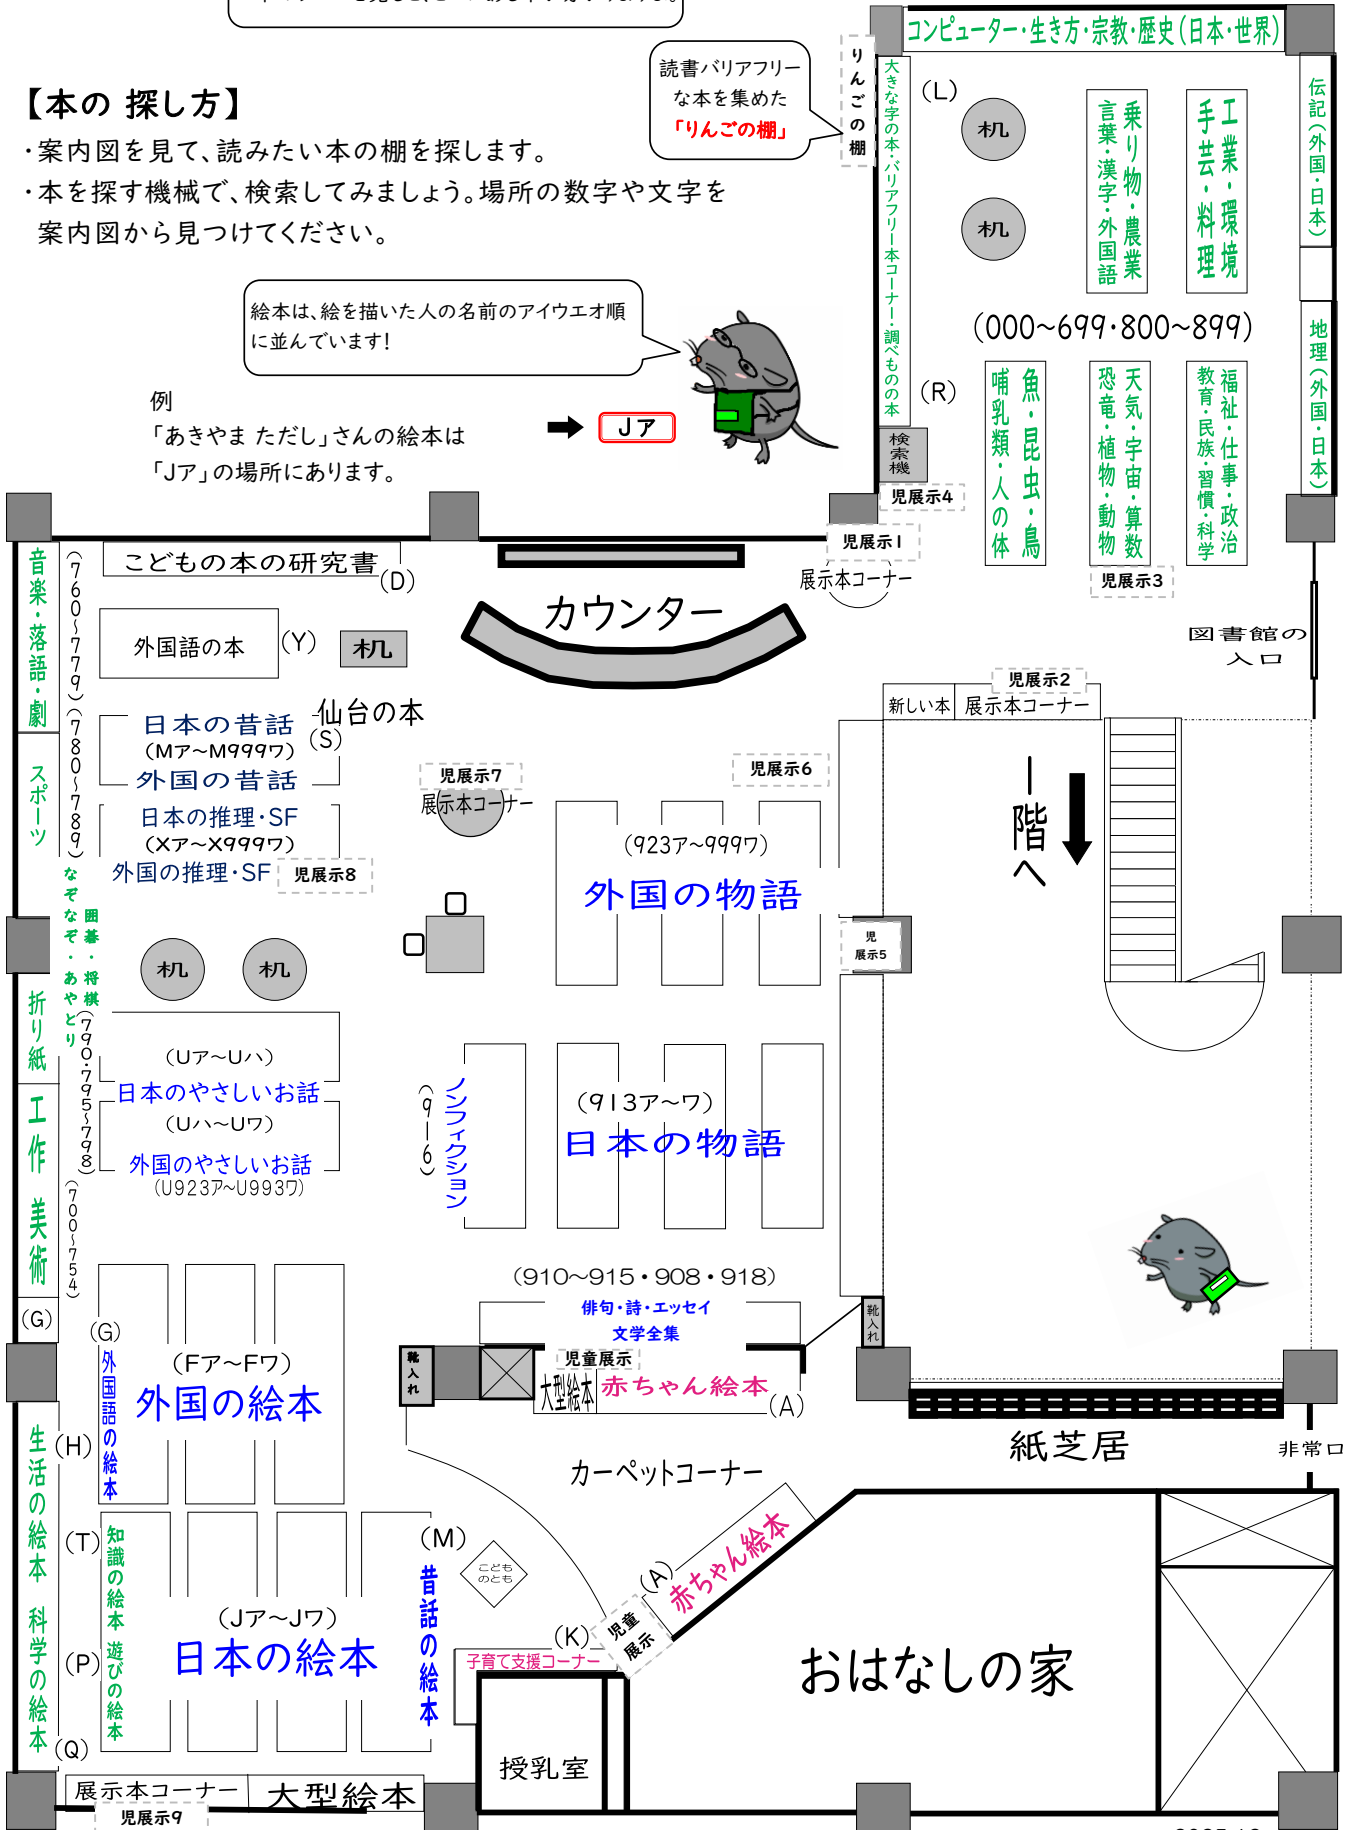 【本の 探し方】
・案内図を見て、読みたい本の棚を探します。
・本を探す機械で、検索してみましょう。場所の数字や文字を
案内図から見つけてください。
読書バリアフリー
な本を集めた
「りんごの棚」
りんごの棚
絵本は、絵を描いた人の名前のアイウエオ順
に並んでいます!
例
「あきやま ただし」さんの絵本は
「Jア」の場所にあります。
Jア
コンピューター・生き方・宗教・歴史(日本・世界)
大きな字の本・バリアフリー本コーナー・調べものの本
(L)
机
机
(R)
検索機
児展示4
乗り物・農業
言葉・漢字・外国語
工業・環境
手芸・料理
伝記(外国・日本)
地理(外国・日本)
(000~699・800~899)
魚・昆虫・鳥
哺乳類・人の体
天気・宇宙・算数
恐竜・植物・動物
福祉・仕事・政治
教育・民族・習慣・科学
児展示3
児展示1
展示本コーナー
図書館の
入口
児展示2
新しい本
展示本コーナー
一階へ
カウンター
こどもの本の研究書
(D)
外国語の本
(Y)
机
音楽・落語・劇
(760~779)
スポーツ
(780~789)
仙台の本
(S)
日本の昔話
(Mア~M999ワ)
外国の昔話
日本の推理・SF
(Xア~X999ワ)
外国の推理・SF
児展示8
児展示7
展示本コーナー
児展示6
(923ア~999ワ)
外国の物語
児
展示5
囲碁・将棋
なぞなぞ・あやとり
(790・795~798)
折り紙
机
机
(Uア~Uハ)
日本のやさしいお話
(Uハ~Uワ)
外国のやさしいお話
(U923ア~U993ワ)
工作
美術
(700~754)
(G)
ノンフィクション
(916)
(913ア~ワ)
日本の物語
(910~915・908・918)
俳句・詩・エッセイ
文学全集
靴入れ
靴入れ
児童展示
大型絵本
赤ちゃん絵本
(A)
(G)
外国語の絵本
(Fア~Fワ)
外国の絵本
生活の絵本
(H)
科学の絵本
(T)
知識の絵本
遊びの絵本
(P)
(Q)
(Jア~Jワ)
日本の絵本
(M)
昔話の絵本
こども
のとも
カーペットコーナー
赤ちゃん絵本
(A)
児童
展示
(K)
子育て支援コーナー
授乳室
おはなしの家
紙芝居
非常口
展示本コーナー
児展示9
大型絵本